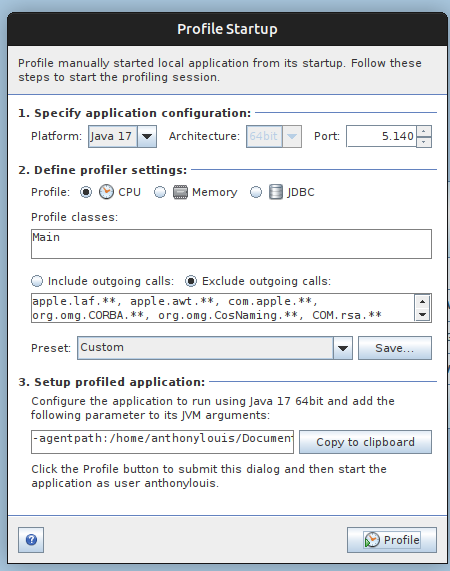 Profile Startup
Profile manually started local application from its startup. Follow these
steps to start the profiling session.
1. Specify application configuration:
Platform: Java 17 Architecture: 64bit Port: 5.140
2. Define profiler settings:
Profile: CPU Memory JDBC
Profile classes:
Main
Include outgoing calls: Exclude outgoing calls:
apple.laf.**, apple.awt.**, com.apple.**,
org.omg.CORBA.**, org.omg.CosNaming.**, COM.rsa.**
Preset: Custom Save...
3. Setup profiled application:
Configure the application to run using Java 17 64bit and add the
following parameter to its JVM arguments:
-agentpath:/home/anthonylouis/Documen Copy to clipboard
Click the Profile button to submit this dialog and then start the
application as user anthonylouis.
? Profile